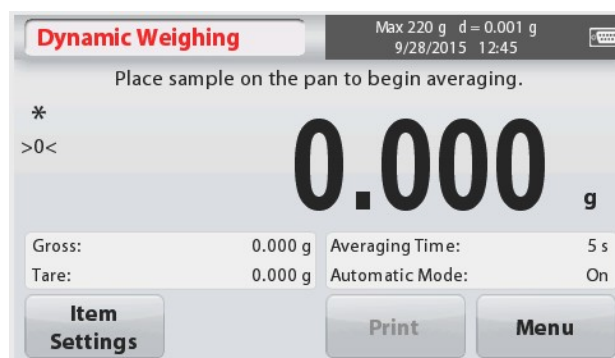 Dynamic Weighing
Max 220 g d = 0.001 g
9/28/2015 12:45
Place sample on the pan to begin averaging.
*
>0<
0.000 g
Gross: 0.000 g Averaging Time: 5 s
Tare: 0.000 g Automatic Mode: On
Item
Settings
Print
Menu